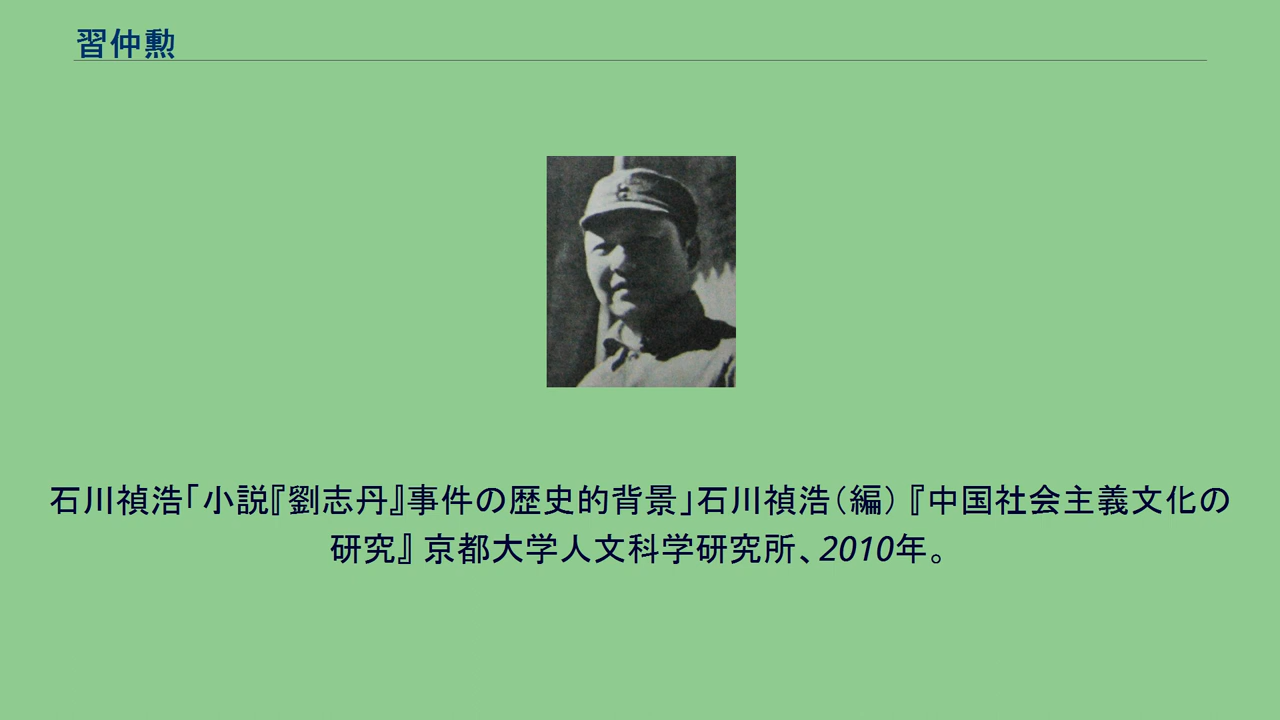 習仲勲
石川禎浩「小説『劉志丹』事件の歴史的背景」石川禎浩（編）『中国社会主義文化の
研究』 京都大学人文科学研究所、2010年。